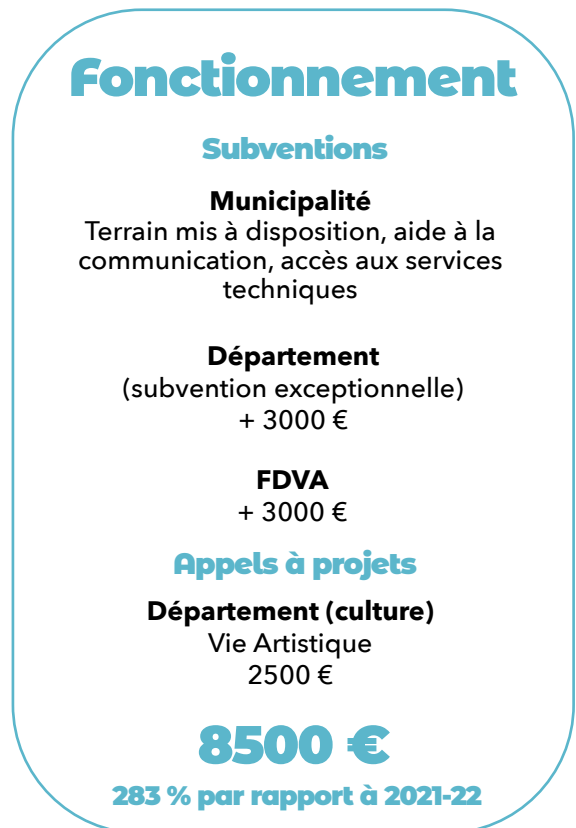 Fonctionnement
Subventions
Municipalité
Terrain mis à disposition, aide à la
communication, accès aux services
techniques
Département
(subvention exceptionnelle)
+ 3000 €
FDVA
+ 3000 €
Appels à projets
Département (culture)
Vie Artistique
2500 €
8500 €
283 % par rapport à 2021-22